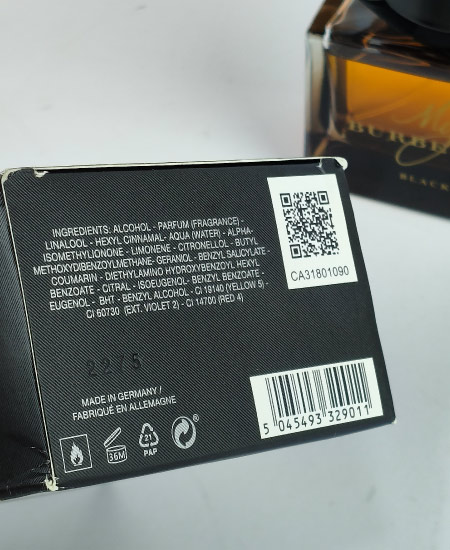 My
BURBE
BLACK
INGREDIENTS: ALCOHOL - PARFUM (FRAGRANCE) -
LINALOOL - HEXYL CINNAMAL- AQUA (WATER) - ALPHA-
ISOMETHYLIONONE - LIMONENE - CITRONELLOL - BUTYL
METHOXYDIBENZOYLMETHANE- GERANIOL - BENZYL SALICYLATE -
COUMARIN - DIETHYLAMINO HYDROXYBENZOYL HEXYL
BENZOATE - CITRAL - ISOEUGENOL - BENZYL BENZOATE -
EUGENOL - BHT - BENZYL ALCOHOL - CI 19140 (YELLOW 5) -
CI 60730 (EXT. VIOLET 2) - CI 14700 (RED 4)
CA31801090
2275
MADE IN GERMANY /
FABRIQUÉ EN ALLEMAGNE
36M
21
PAP
®
5 045493 329011